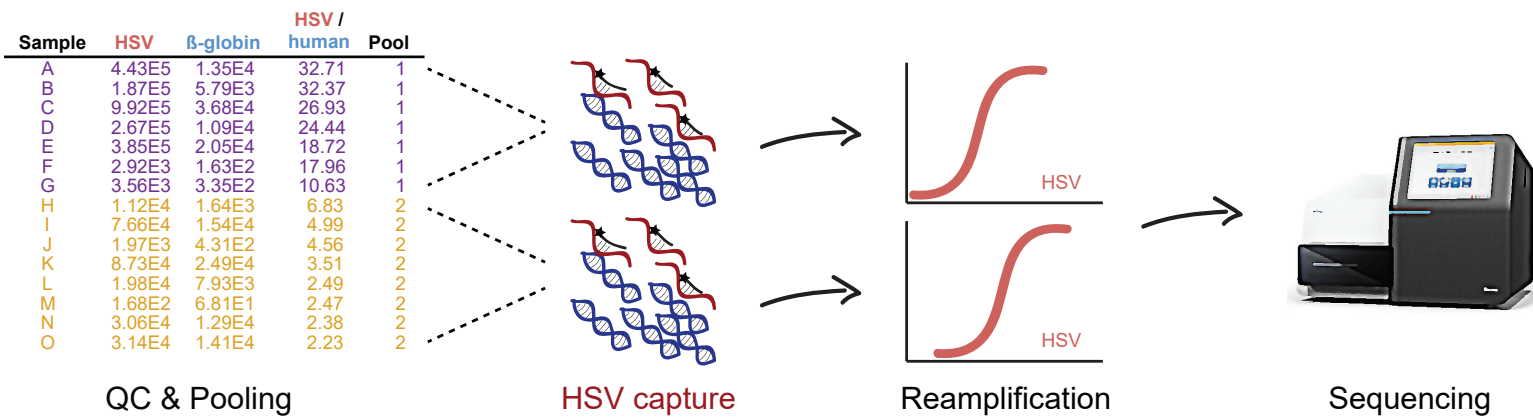 HSV /
Sample HSV ß-globin human Pool
A 4.43E5 1.35E4 32.71 1
B 1.87E5 5.79E3 32.37 1
C 9.92E5 3.68E4 26.93 1
D 2.67E5 1.09E4 24.44 1
E 3.85E5 2.05E4 18.72 1
F 2.92E3 1.63E2 17.96 1
G 3.56E3 3.35E2 10.63 1
H 1.12E4 1.64E3 6.83 2
I 7.66E4 1.54E4 4.99 2
J 1.97E3 4.31E2 4.56 2
K 8.73E4 2.49E4 3.51 2
L 1.98E4 7.93E3 2.49 2
M 1.68E2 6.81E1 2.47 2
N 3.06E4 1.29E4 2.38 2
O 3.14E4 1.41E4 2.23 2
HSV
HSV
QC & Pooling
HSV capture
Reamplification
Sequencing